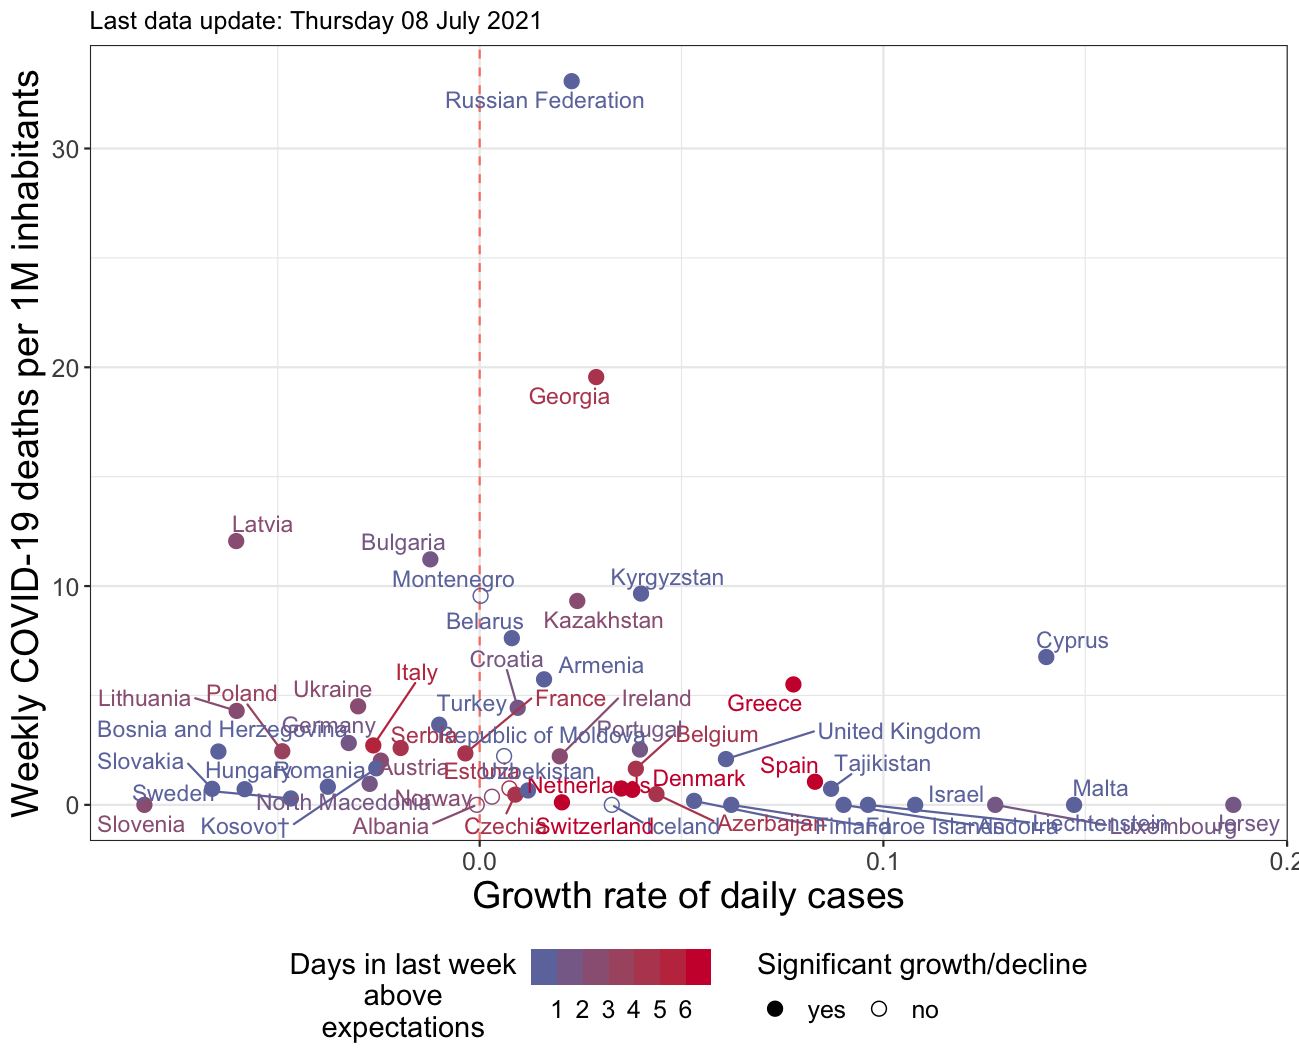 Last data update: Thursday 08 July 2021
Weekly COVID-19 deaths per 1M inhabitants
30
20
10
0
Russian Federation
Georgia
Latvia
Bulgaria
Montenegro
Kyrgyzstan
Kazakhstan
Belarus
Cyprus
Croatia
Armenia
Italy
Ukraine
Lithuania
Poland
Turkey
France
Ireland
Greece
Germany
Bosnia and Herzegovina
Serbia
Republic of Moldova
Portugal
Belgium
United Kingdom
Slovakia
Hungary
Romania
Austria
Estonia
Uzbekistan
Spain
Tajikistan
Netherlands
Denmark
Sweden
North Macedonia
Norway
Israel
Malta
Slovenia
Kosovo†
Albania
Czechia
Switzerland
Iceland
Azerbaijan
Finland
Faroe Islands
Andorra
Liechtenstein
Luxembourg
Jersey
0.0
0.1
0.2
Growth rate of daily cases
Days in last week
above
expectations
1 2 3 4 5 6
Significant growth/decline
yes
no